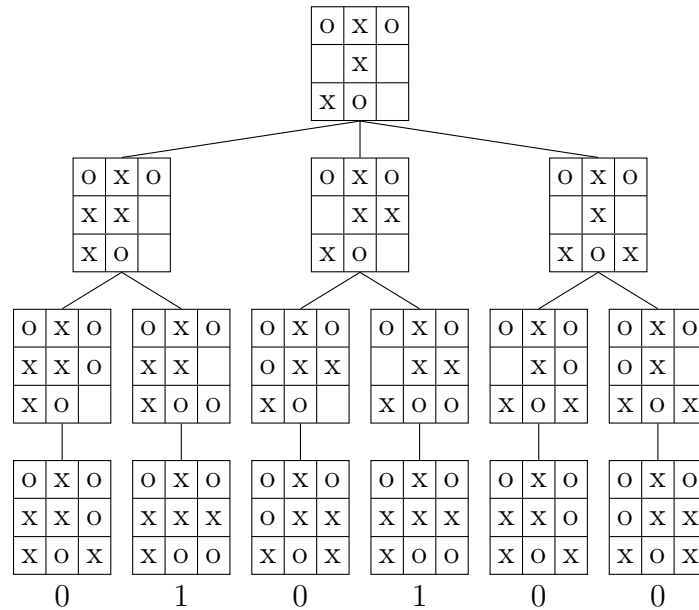 o x o
x
x o
o x o o x o o x o
x x x x x
x o x o x o x
o x o o x o o x o o x o o x o o x o
x x o x x o x x x x x o o x
x o x o o x o x o o x o x x o x
o x o o x o o x o o x o o x o o x o
x x o x x x o x x x x x x x o o x x
x o x x o o x o x x o o x o x x o x
0 1 0 1 0 0